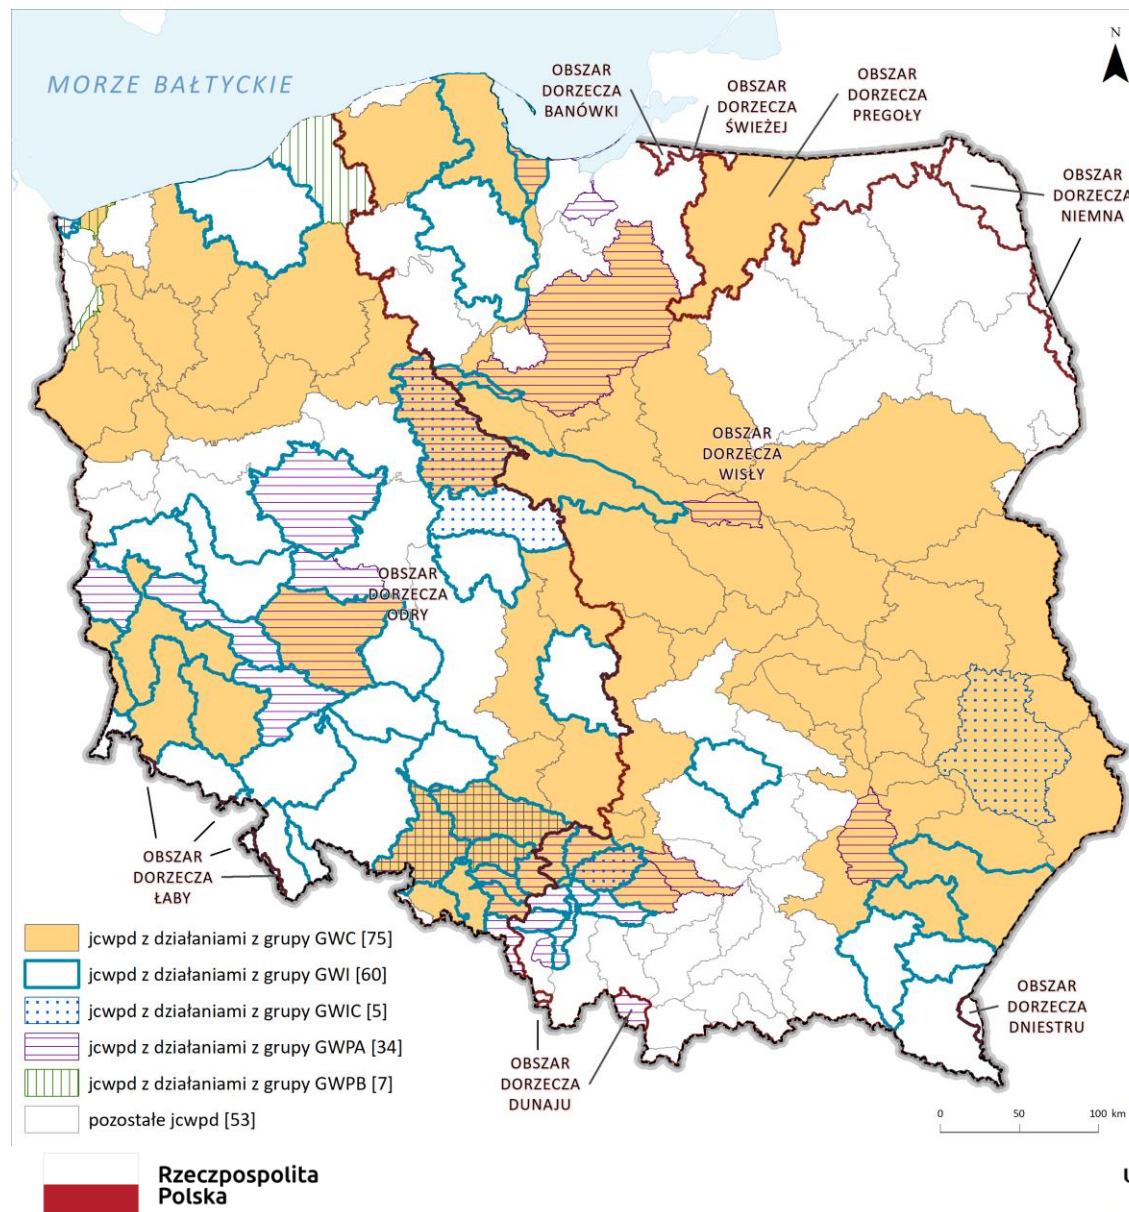 MORZE BAŁTYCKIE
OBSZAR
DORZECZA
BANÓWKI
OBSZAR
DORZECZA
ŚWIEŻEJ
OBSZAR
DORZECZA
PREGOŁY
N
OBSZAR
DORZECZA
NIEMNA
OBSZAR
DORZECZA
WISŁY
OBSZAR
DORZECZA
ODRY
OBSZAR
DORZECZA
ŁABY
jcwpd z działaniami z grupy GWC [75]
jcwpd z działaniami z grupy GWI [60]
jcwpd z działaniami z grupy GWIC [5]
jcwpd z działaniami z grupy GWPA [34]
jcwpd z działaniami z grupy GWPB [7]
pozostałe jcwpd [53]
OBSZAR
DORZECZA
DUNAJU
OBSZAR
DORZECZA
DNIESTRU
0 50 100 km
Rzeczpospolita
Polska